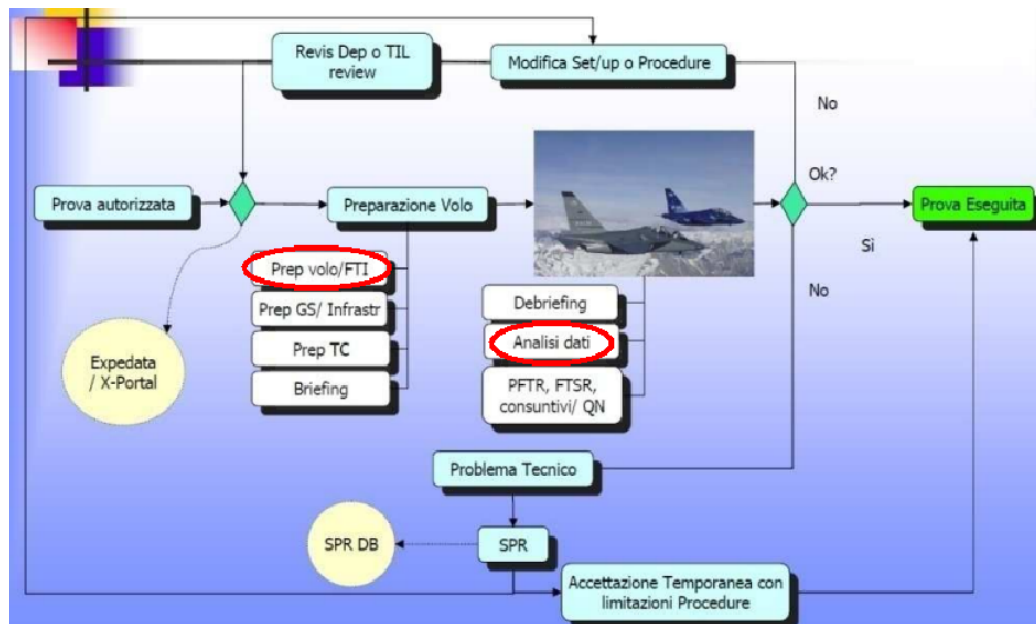 Revis Dep o TIL
review
Modifica Set/up o Procedure
No
Ok?
Prova autorizzata
Preparazione Volo
Prova Eseguita
Sì
Prep volo/FTI
No
Prep GS/ Infrastr
Debriefing
Prep TC
Analisi dati
Expedata
/ X-Portal
Briefing
PFTR, FTSR,
consuntivi/ QN
Problema Tecnico
SPR DB
SPR
Accettazione Temporanea con
limitazioni Procedure